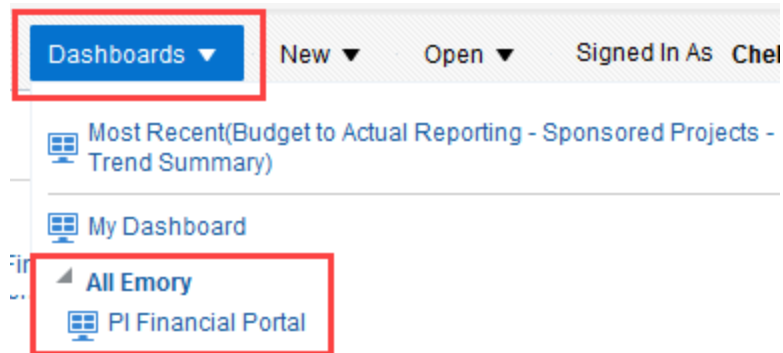 Dashboards ▼ New ▼ Open ▼ Signed In As Chel
Most Recent(Budget to Actual Reporting - Sponsored Projects -
Trend Summary)
My Dashboard
All Emory
PI Financial Portal